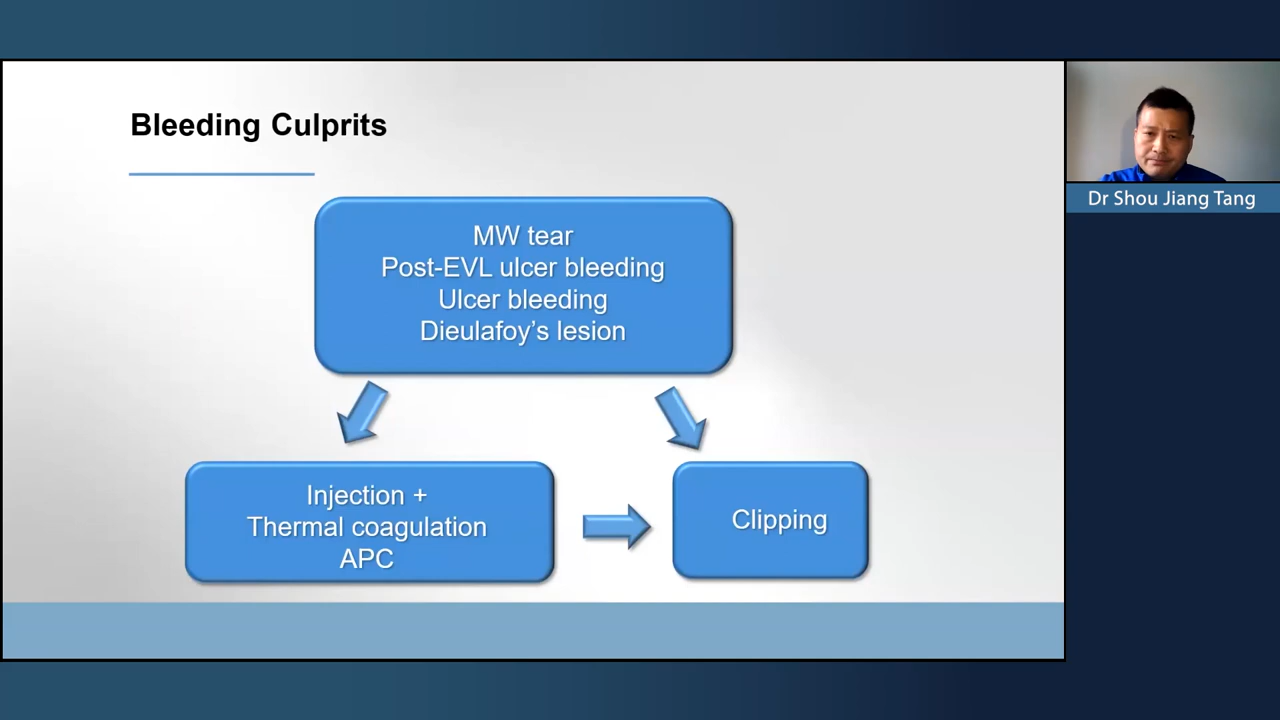 Bleeding Culprits
MW tear
Post-EVL ulcer bleeding
Ulcer bleeding
Dieulafoy’s lesion
Injection +
Thermal coagulation
APC
Clipping
Dr Shou Jiang Tang